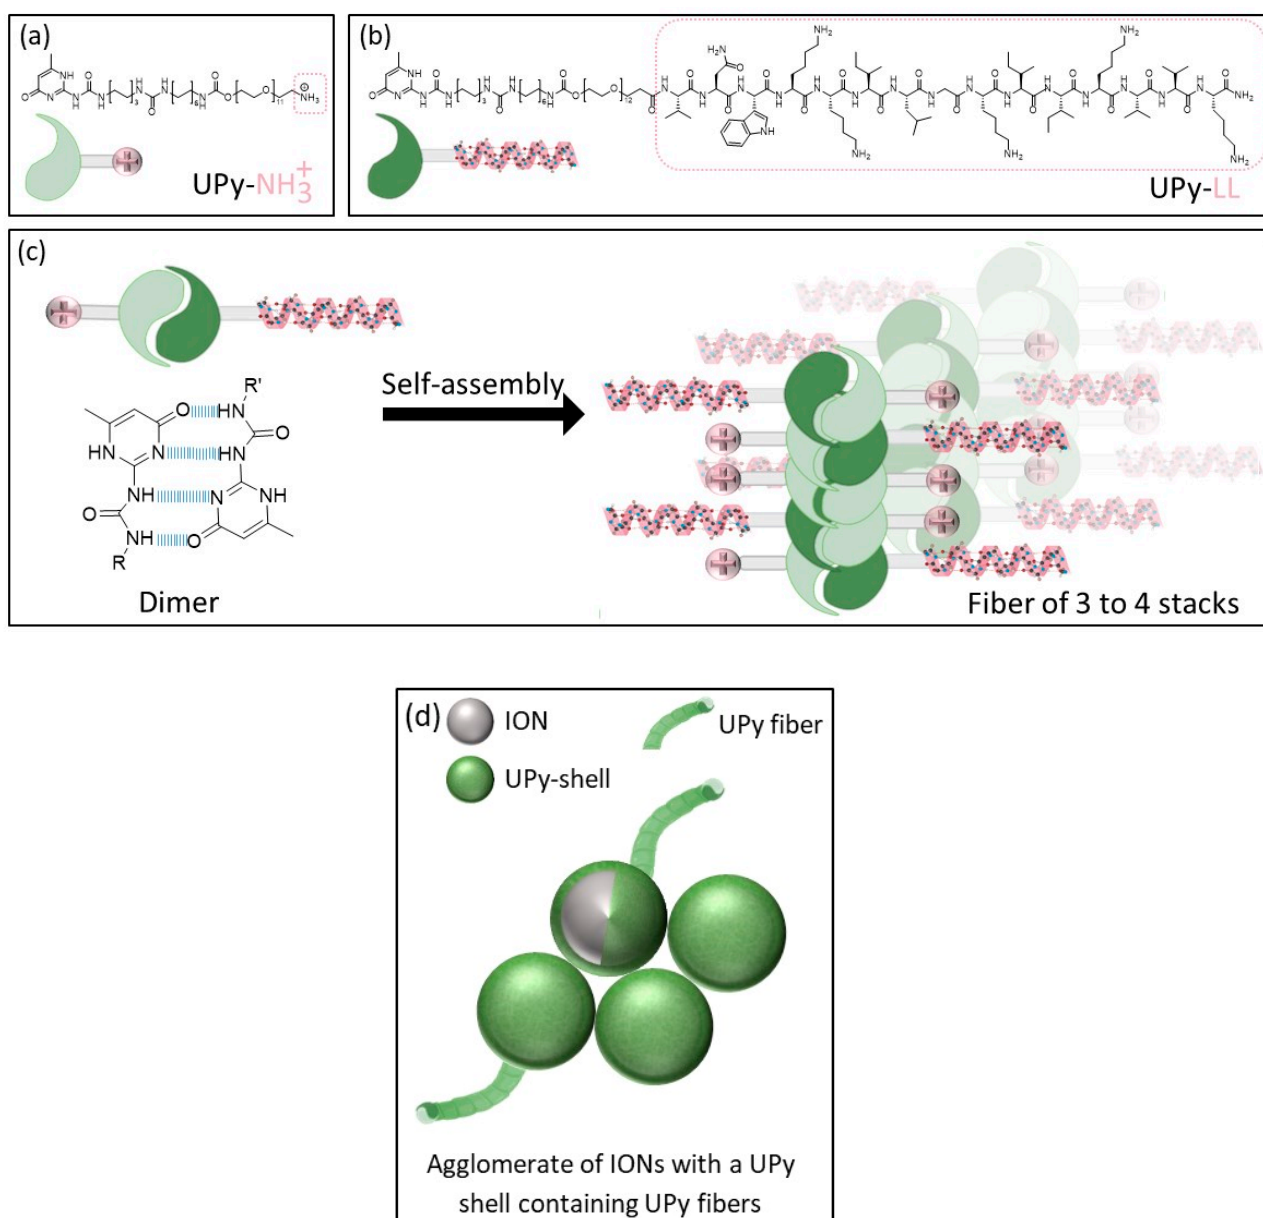 (a)
UPy-NH3+
(b)
UPy-LL
(c)
Self-assembly
Dimer
Fiber of 3 to 4 stacks
(d)
ION
UPy fiber
UPy-shell
Agglomerate of IONs with a UPy
shell containing UPy fibers